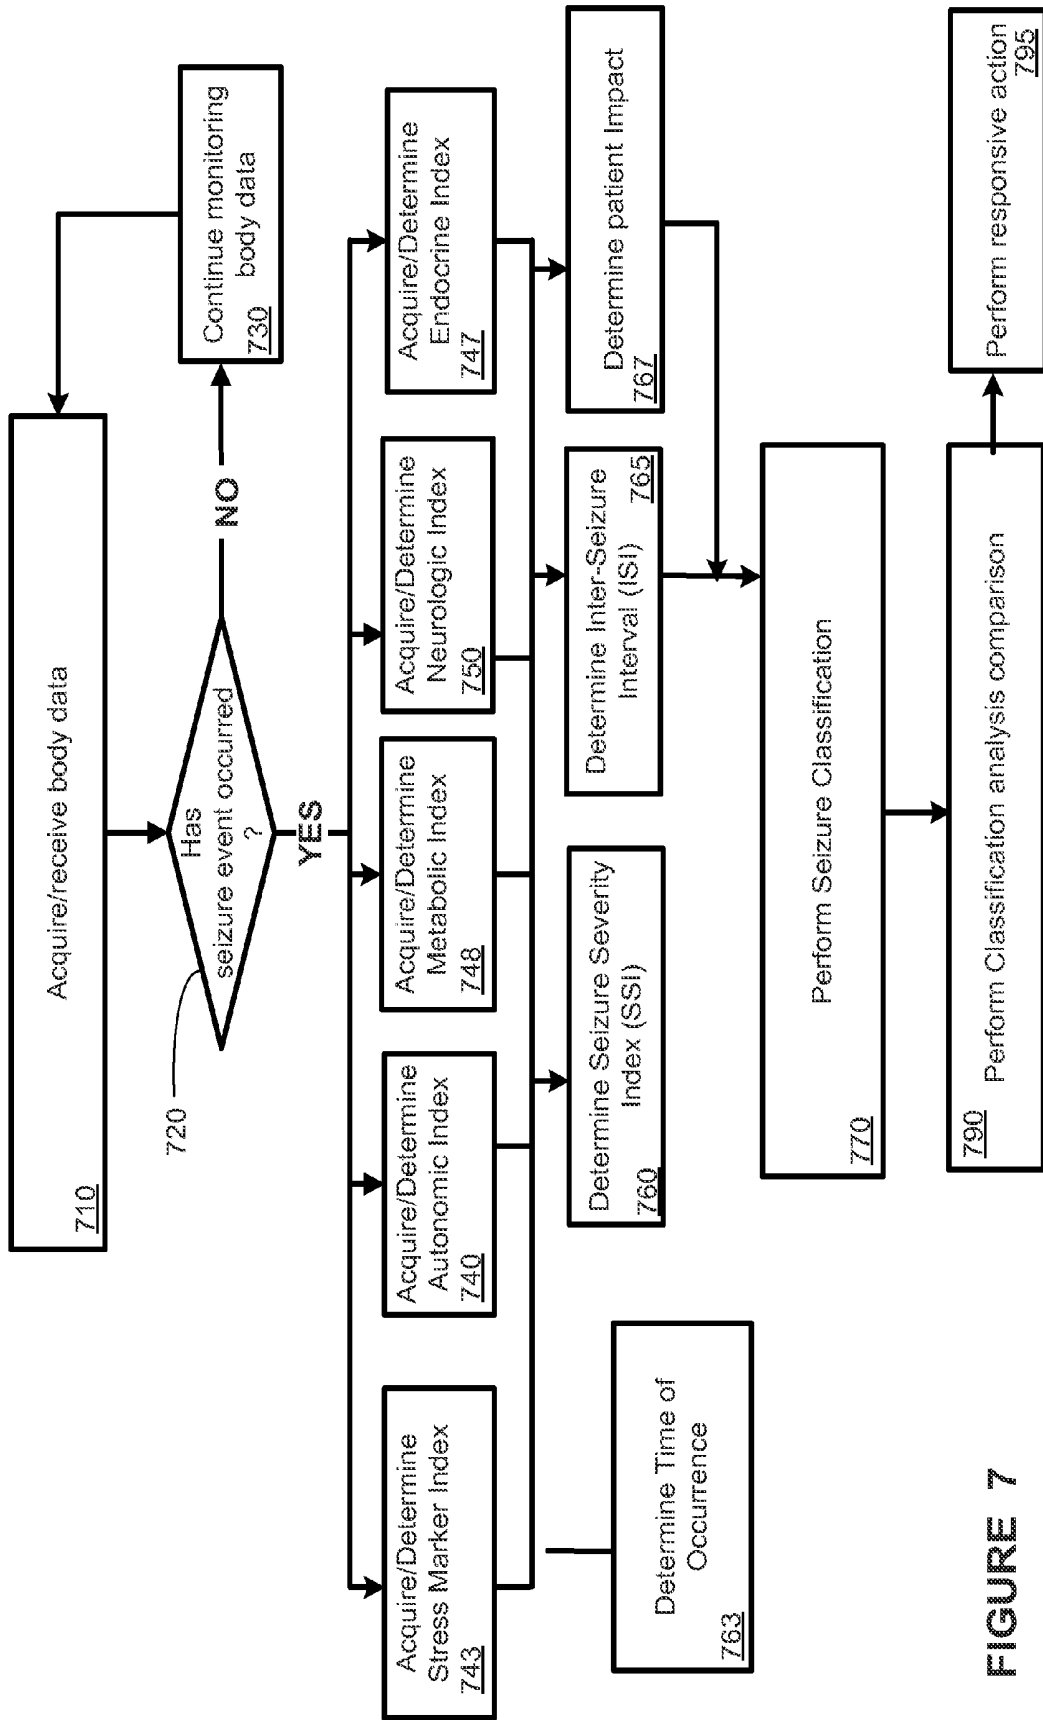 Acquire/receive body data
710
Has
seizure event occurred
?
720
NO
Continue monitoring
body data
730
YES
Acquire/Determine
Stress Marker Index
743
Acquire/Determine
Autonomic Index
740
Acquire/Determine
Metabolic Index
748
Acquire/Determine
Neurologic Index
750
Acquire/Determine
Endocrine Index
747
Determine Time of
Occurrence
763
Determine Seizure Severity
Index (SSI)
760
Determine Inter-Seizure
Interval (ISI)
765
Determine patient Impact
767
Perform Seizure Classification
770
Perform Classification analysis comparison
790
Perform responsive action
795
FIGURE 7